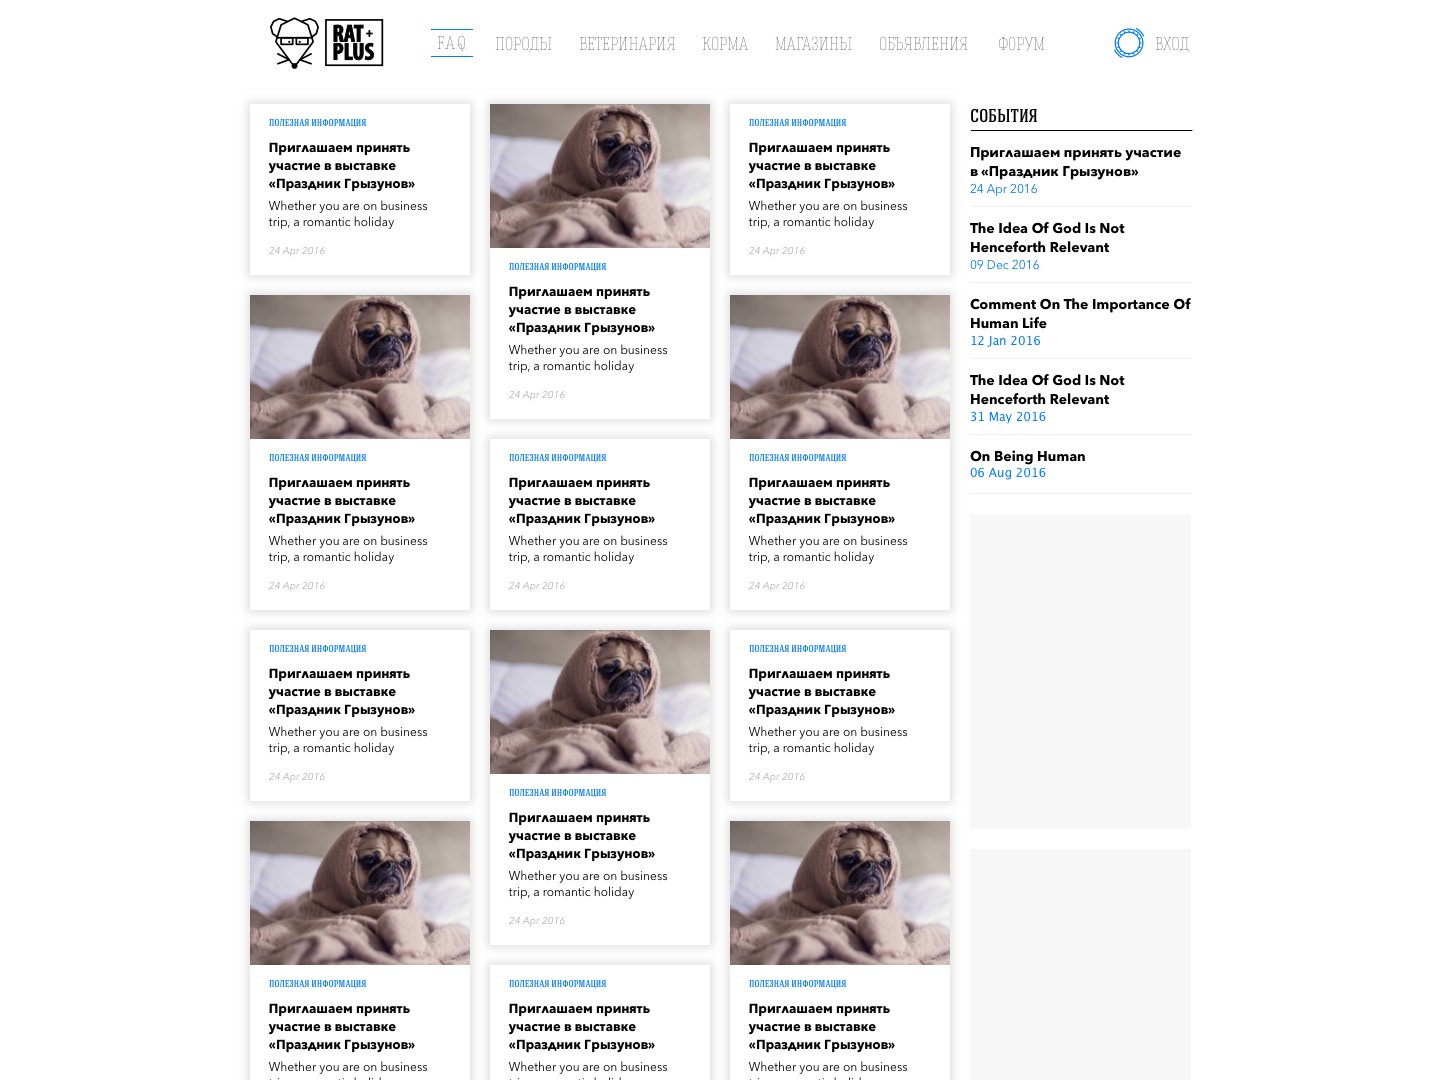 RAT+
PLUS
F.A.Q.
ПОРОДЫ
ВЕТЕРИНАРИЯ
КОРМА
МАГАЗИНЫ
ОБЪЯВЛЕНИЯ
ФОРУМ
ВХОД
ПОЛЕЗНАЯ ИНФОРМАЦИЯ
Приглашаем принять
участие в выставке
«Праздник Грызунов»
Whether you are on business
trip, a romantic holiday
24 Apr 2016
ПОЛЕЗНАЯ ИНФОРМАЦИЯ
Приглашаем принять
участие в выставке
«Праздник Грызунов»
Whether you are on business
trip, a romantic holiday
24 Apr 2016
ПОЛЕЗНАЯ ИНФОРМАЦИЯ
Приглашаем принять
участие в выставке
«Праздник Грызунов»
Whether you are on business
trip, a romantic holiday
24 Apr 2016
ПОЛЕЗНАЯ ИНФОРМАЦИЯ
Приглашаем принять
участие в выставке
«Праздник Грызунов»
Whether you are on business
ПОЛЕЗНАЯ ИНФОРМАЦИЯ
Приглашаем принять
участие в выставке
«Праздник Грызунов»
Whether you are on business
trip, a romantic holiday
24 Apr 2016
ПОЛЕЗНАЯ ИНФОРМАЦИЯ
Приглашаем принять
участие в выставке
«Праздник Грызунов»
Whether you are on business
trip, a romantic holiday
24 Apr 2016
ПОЛЕЗНАЯ ИНФОРМАЦИЯ
Приглашаем принять
участие в выставке
«Праздник Грызунов»
Whether you are on business
trip, a romantic holiday
24 Apr 2016
ПОЛЕЗНАЯ ИНФОРМАЦИЯ
Приглашаем принять
участие в выставке
«Праздник Грызунов»
Whether you are on business
ПОЛЕЗНАЯ ИНФОРМАЦИЯ
Приглашаем принять
участие в выставке
«Праздник Грызунов»
Whether you are on business
trip, a romantic holiday
24 Apr 2016
ПОЛЕЗНАЯ ИНФОРМАЦИЯ
Приглашаем принять
участие в выставке
«Праздник Грызунов»
Whether you are on business
trip, a romantic holiday
24 Apr 2016
ПОЛЕЗНАЯ ИНФОРМАЦИЯ
Приглашаем принять
участие в выставке
«Праздник Грызунов»
Whether you are on business
trip, a romantic holiday
24 Apr 2016
ПОЛЕЗНАЯ ИНФОРМАЦИЯ
Приглашаем принять
участие в выставке
«Праздник Грызунов»
Whether you are on business
СОБЫТИЯ
Приглашаем принять участие
в «Праздник Грызунов»
24 Apr 2016
The Idea Of God Is Not
Henceforth Relevant
09 Dec 2016
Comment On The Importance Of
Human Life
12 Jan 2016
The Idea Of God Is Not
Henceforth Relevant
31 May 2016
On Being Human
06 Aug 2016